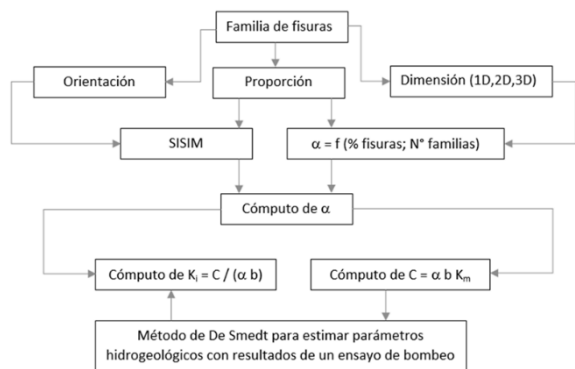 Familia de fisuras
Orientación
Proporción
Dimensión (1D,2D,3D)
SISIM
α = f (% fisuras; N° familias)
Cómputo de α
Cómputo de Kᵢ = C / (α b)
Cómputo de C = α b Kₘ
Método de De Smedt para estimar parámetros
hidrogeológicos con resultados de un ensayo de bombeo